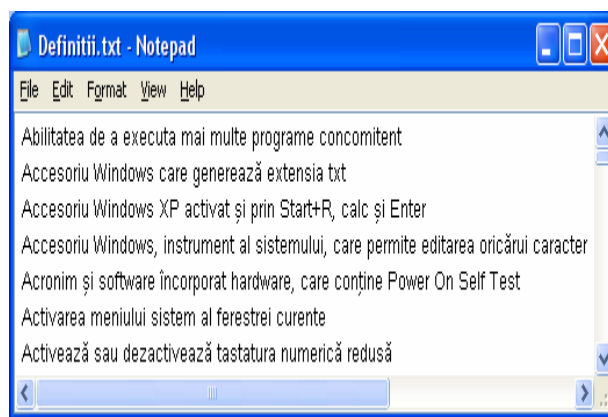 Definitii.txt - Notepad
File Edit Format View Help
Abilitatea de a executa mai multe programe concomitent
Accesoriu Windows care generează extensia txt
Accesoriu Windows XP activat și prin Start+R, calc și Enter
Accesoriu Windows, instrument al sistemului, care permite editarea oricărui caracter
Acronim și software încorporat hardware, care conține Power On Self Test
Activarea meniului sistem al ferestrei curente
Activează sau dezactivează tastatura numerică redusă